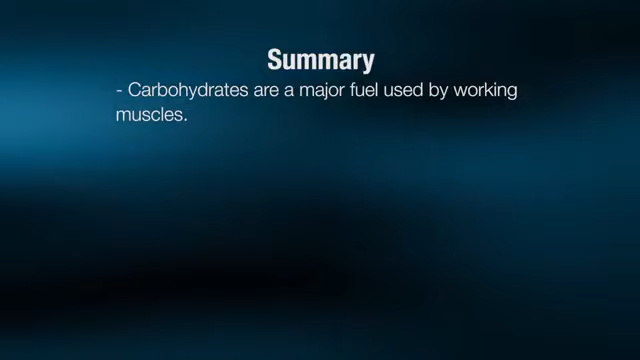 Summary
- Carbohydrates are a major fuel used by working
muscles.